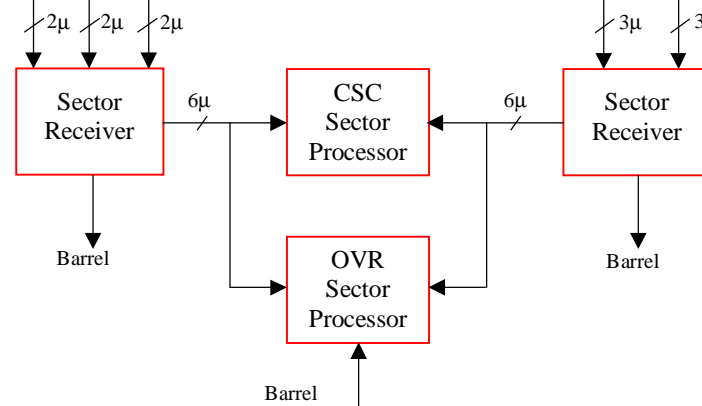 2μ
2μ
2μ
3μ
3
Sector
Receiver
6μ
CSC
Sector
Processor
6μ
Sector
Receiver
Barrel
OVR
Sector
Processor
Barrel
Barrel